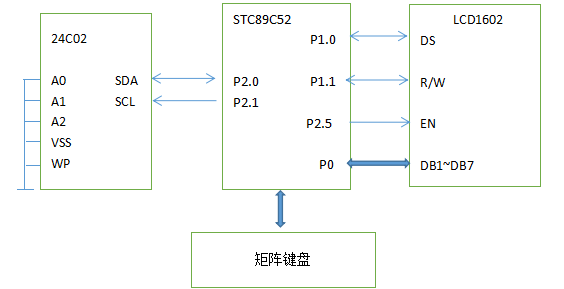 24C02
A0 SDA
A1 SCL
A2
VSS
WP
STC89C52
P1.0
P2.0 P1.1
P2.1
P2.5
P0
LCD1602
DS
R/W
EN
DB1~DB7
矩阵键盘